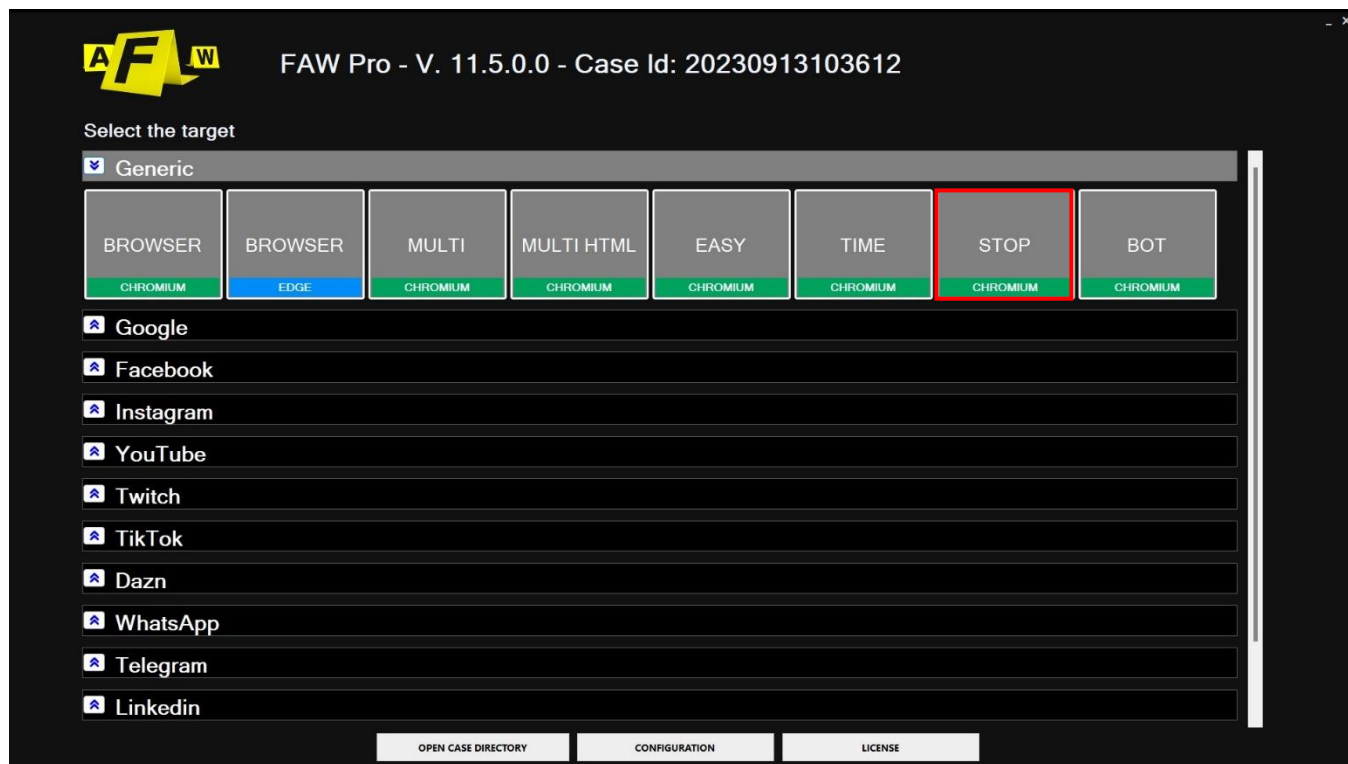 A F W
FAW Pro - V. 11.5.0.0 - Case Id: 20230913103612
Select the target
Generic
BROWSER BROWSER MULTI MULTI HTML EASY TIME STOP BOT
CHROMIUM EDGE CHROMIUM CHROMIUM CHROMIUM CHROMIUM CHROMIUM CHROMIUM
Google
Facebook
Instagram
YouTube
Twitch
TikTok
Dazn
WhatsApp
Telegram
Linkedin
OPEN CASE DIRECTORY CONFIGURATION LICENSE